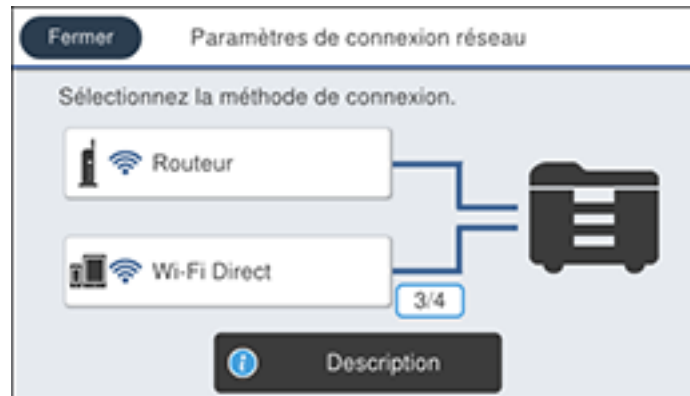 Fermer
Paramètres de connexion réseau
Sélectionnez la méthode de connexion.
Routeur
Wi-Fi Direct
3/4
i Description